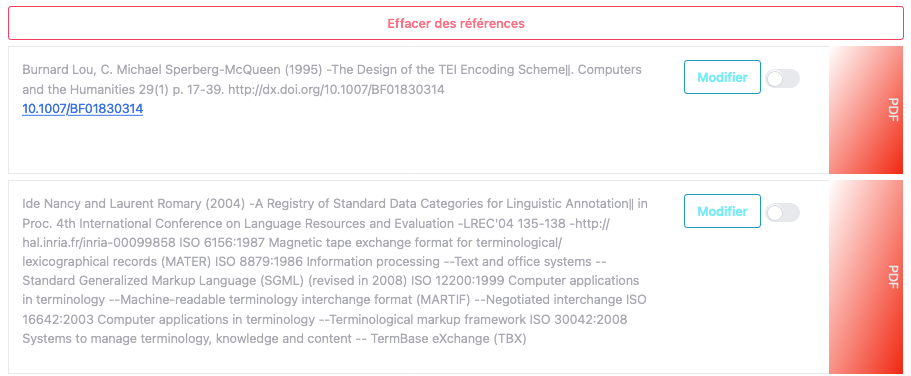 Effacer des références
Burnard Lou, C. Michael Sperberg-McQueen (1995) -The Design of the TEI Encoding Scheme‖. Computers
and the Humanities 29(1) p. 17-39. http://dx.doi.org/10.1007/BF01830314
10.1007/BF01830314
Modifier
PDF
Ide Nancy and Laurent Romary (2004) -A Registry of Standard Data Categories for Linguistic Annotation‖ in
Proc. 4th International Conference on Language Resources and Evaluation -LREC'04 135-138 -http://
hal.inria.fr/inria-00099858 ISO 6156:1987 Magnetic tape exchange format for terminological/
lexicographical records (MATER) ISO 8879:1986 Information processing --Text and office systems --
Standard Generalized Markup Language (SGML) (revised in 2008) ISO 12200:1999 Computer applications
in terminology --Machine-readable terminology interchange format (MARTIF) --Negotiated interchange ISO
16642:2003 Computer applications in terminology --Terminological markup framework ISO 30042:2008
Systems to manage terminology, knowledge and content -- TermBase eXchange (TBX)
Modifier
PDF